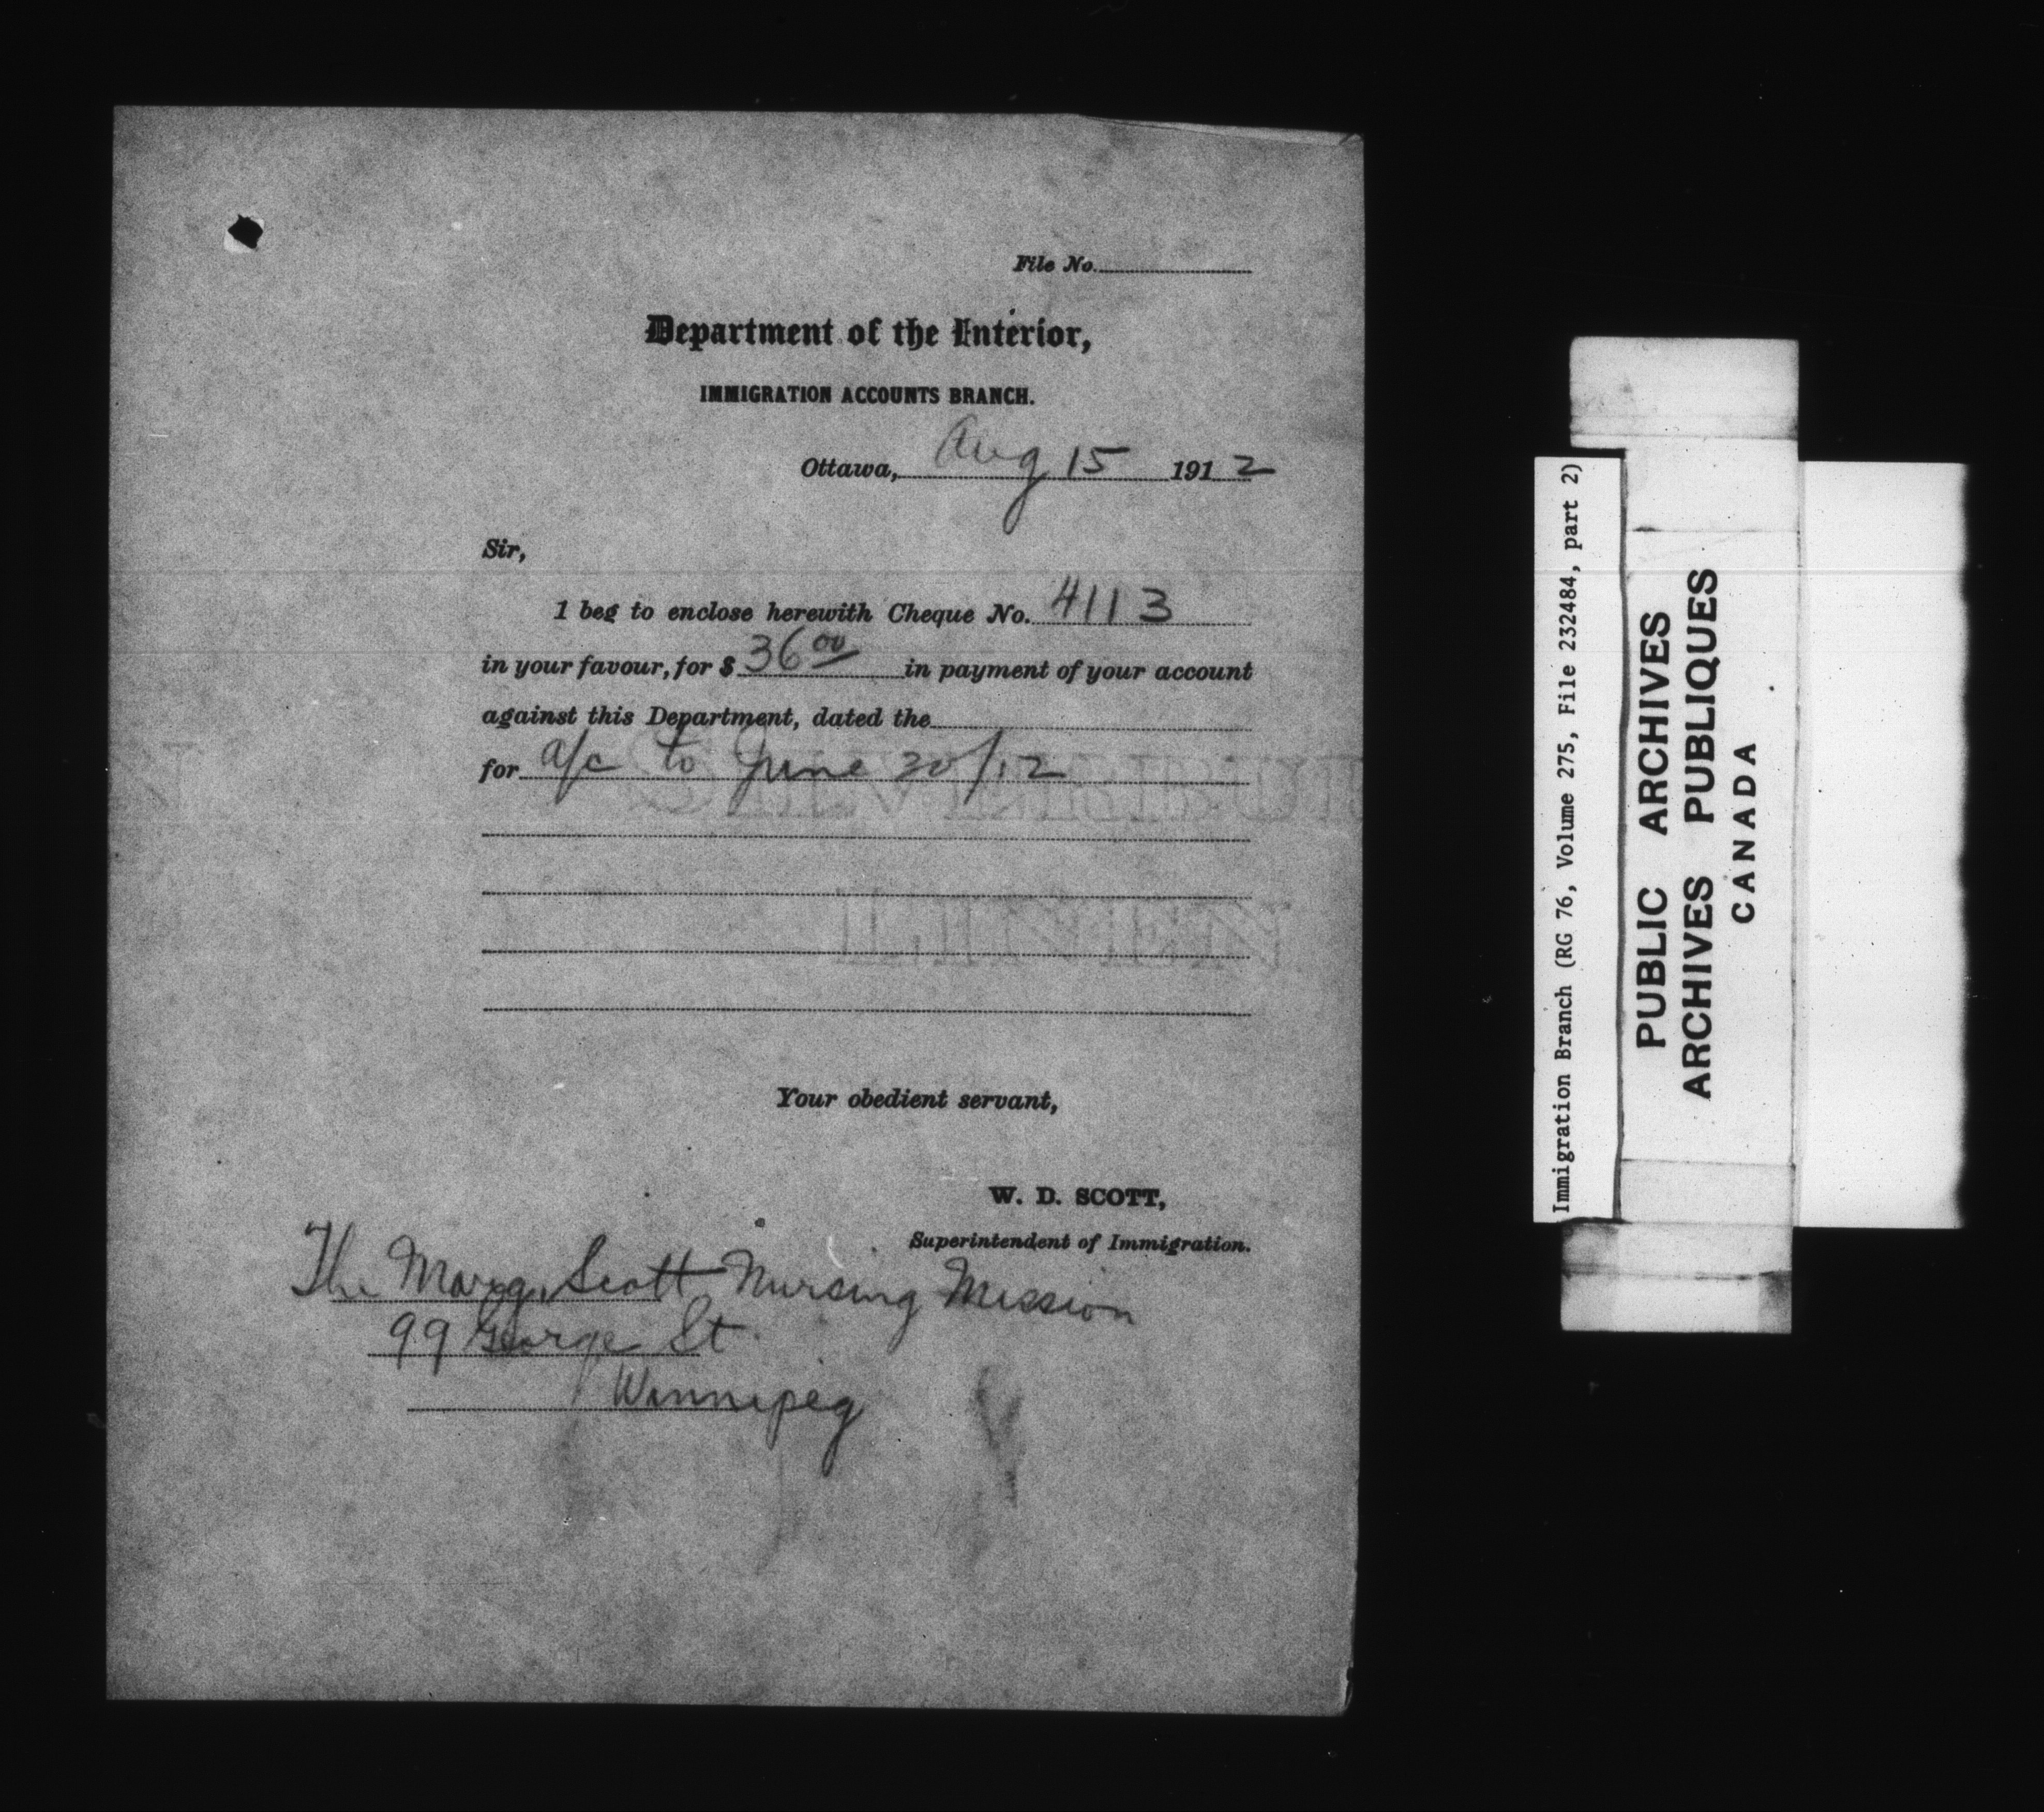 File No.
Department of the Interior,
IMMIGRATION ACCOUNTS BRANCH.
Ottawa, Aug 15 1912
Sir,
I beg to enclose herewith Cheque No. 4113
in your favour, for $ 36 00 in payment of your account
against this Department, dated the
for a/c to June 30/12
Your obedient servant,
W. D. SCOTT,
Superintendent of Immigration.
The Marg. Scott Nursing Mission
99 George St.
Winnipeg
Immigration Branch (RG 76, Volume 275, File 232484, part 2)
PUBLIC ARCHIVES
ARCHIVES PUBLIQUES
CANADA